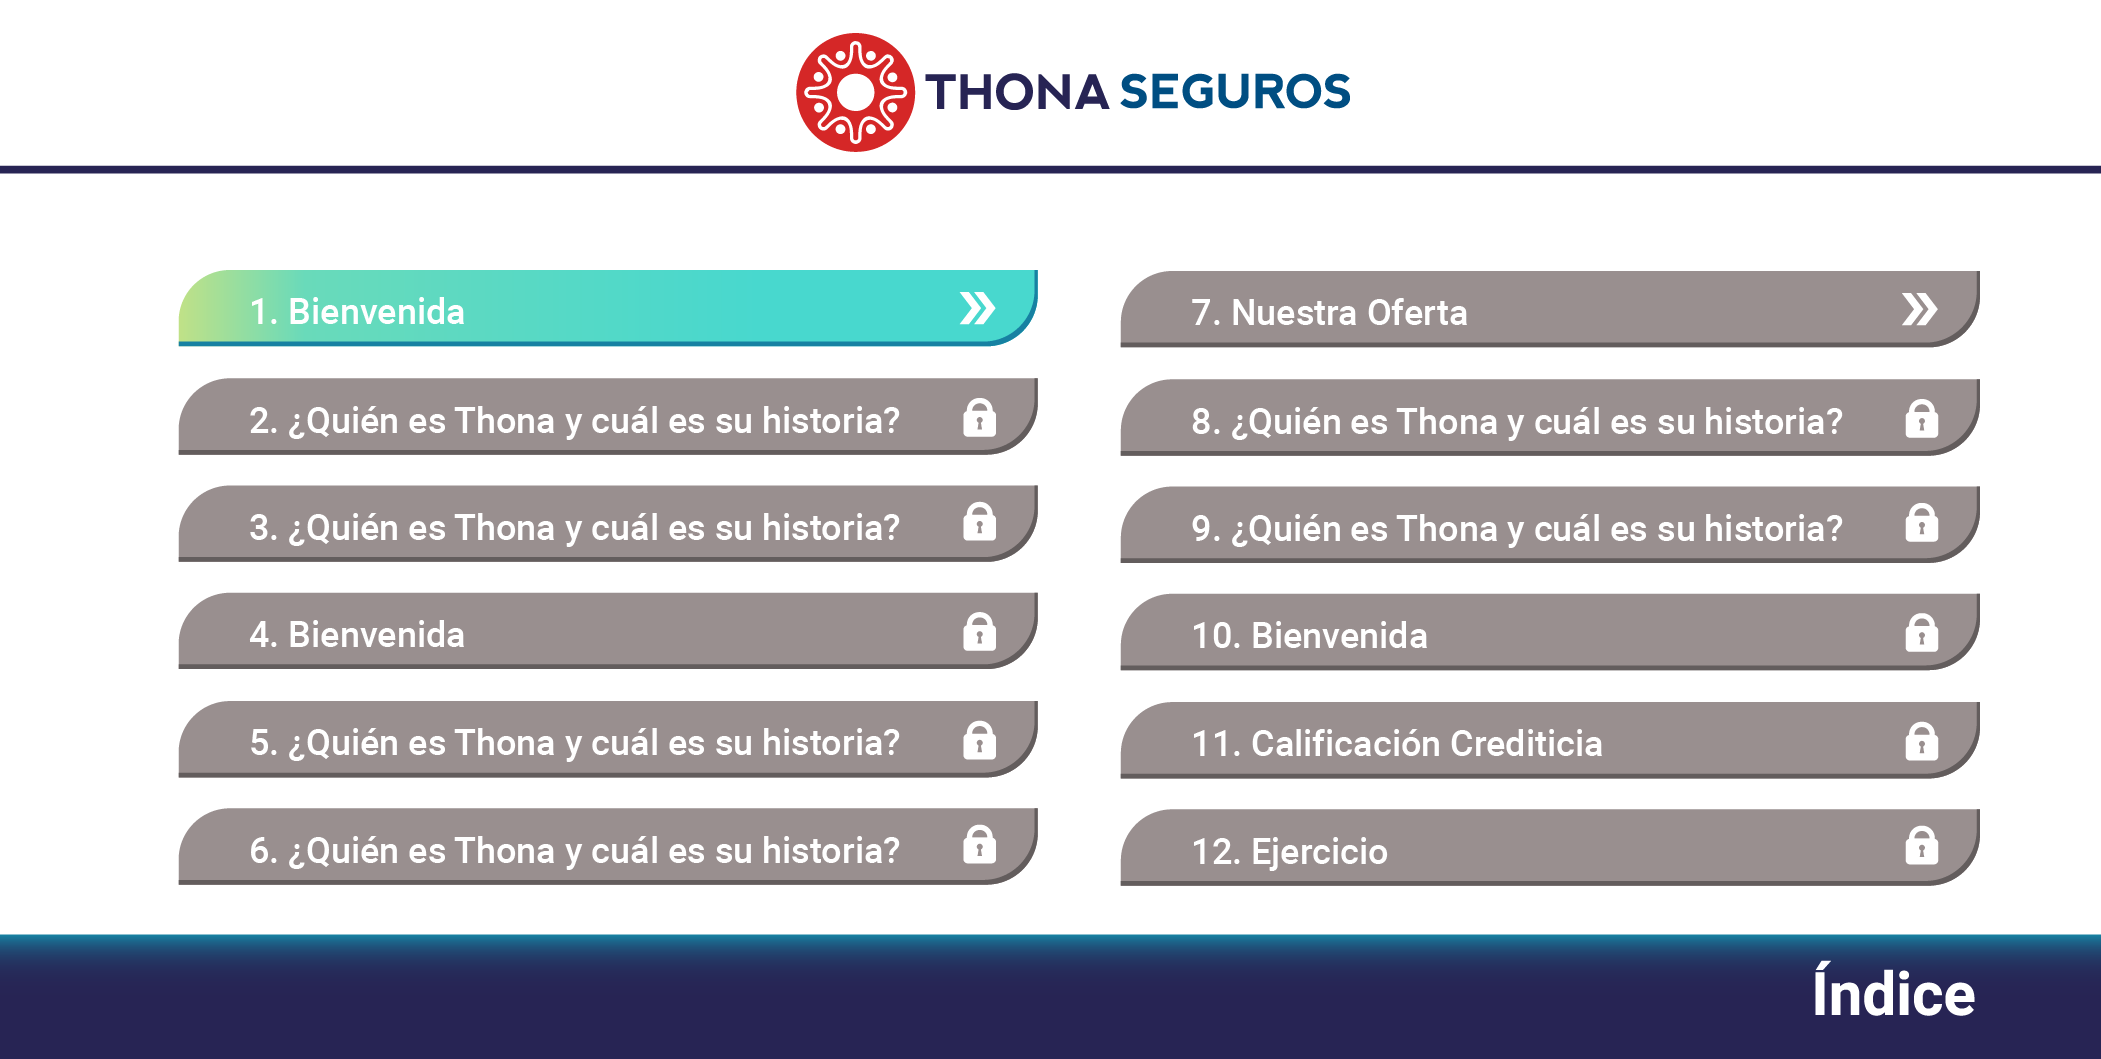 THONA SEGUROS
1. Bienvenida
2. ¿Quién es Thona y cuál es su historia?
3. ¿Quién es Thona y cuál es su historia?
4. Bienvenida
5. ¿Quién es Thona y cuál es su historia?
6. ¿Quién es Thona y cuál es su historia?
7. Nuestra Oferta
8. ¿Quién es Thona y cuál es su historia?
9. ¿Quién es Thona y cuál es su historia?
10. Bienvenida
11. Calificación Crediticia
12. Ejercicio
Índice